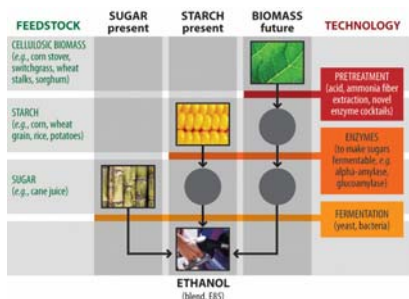 FEEDSTOCK
SUGAR
present
STARCH
present
BIOMASS
future
TECHNOLOGY
CELLULOSIC BIOMASS
(e.g., corn stover,
switchgrass, wheat
stalks, sorghum)
PRETREATMENT
(acid, ammonia fiber
extraction, novel
enzyme cocktails)
STARCH
(e.g., corn, wheat
grain, rice, potatoes)
ENZYMES
(to make sugars
fermentable, e.g.
alpha-amylase,
glucoamylase)
SUGAR
(e.g., cane juice)
FERMENTATION
(yeast, bacteria)
ETHANOL
(blend, E85)